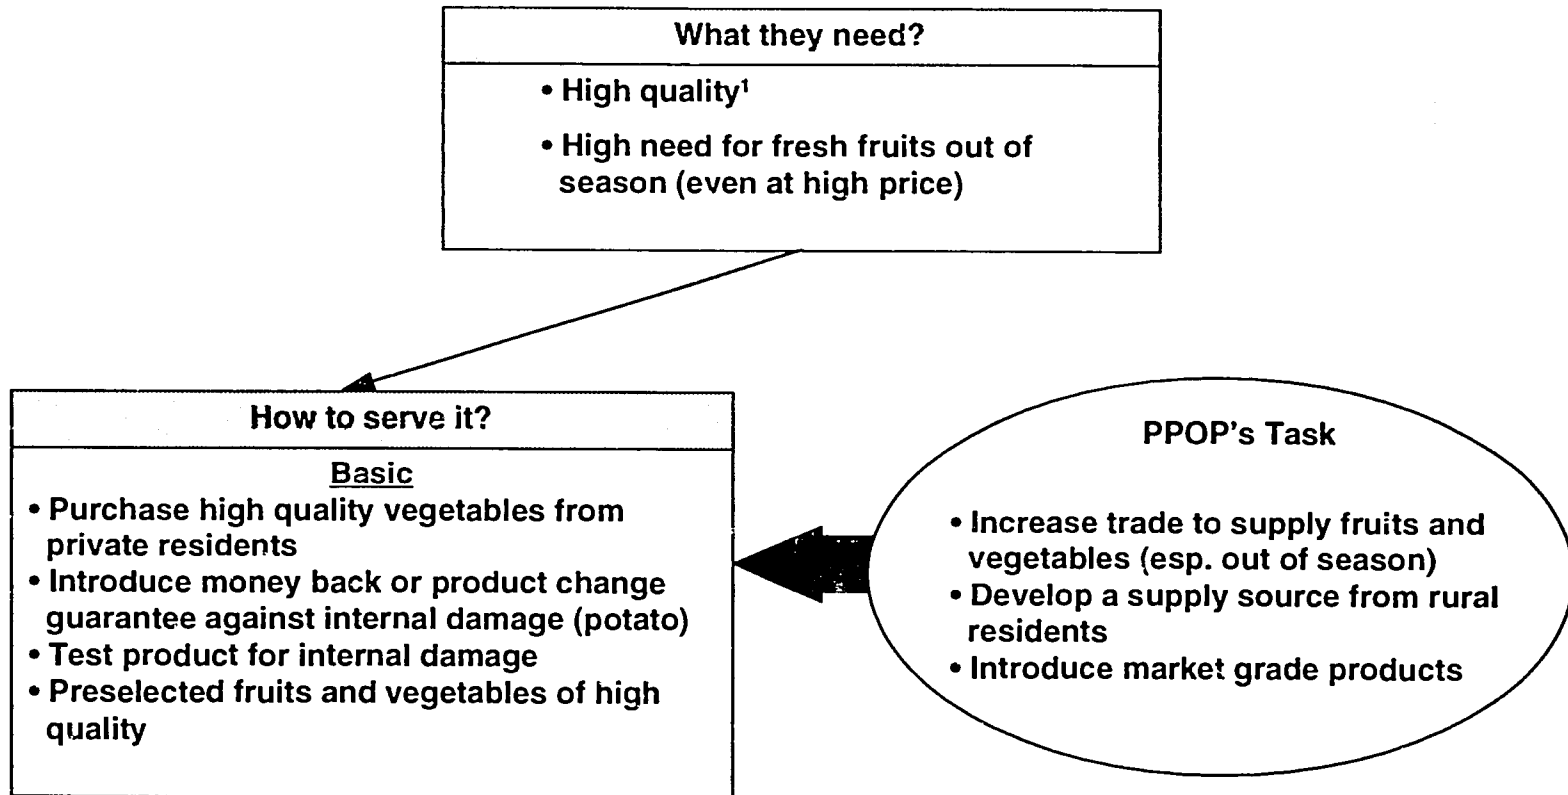 What they need?
• High quality¹
• High need for fresh fruits out of
season (even at high price)
How to serve it?
Basic
• Purchase high quality vegetables from
private residents
• Introduce money back or product change
guarantee against internal damage (potato)
• Test product for internal damage
• Preselected fruits and vegetables of high
quality
PPOP's Task
• Increase trade to supply fruits and
vegetables (esp. out of season)
• Develop a supply source from rural
residents
• Introduce market grade products